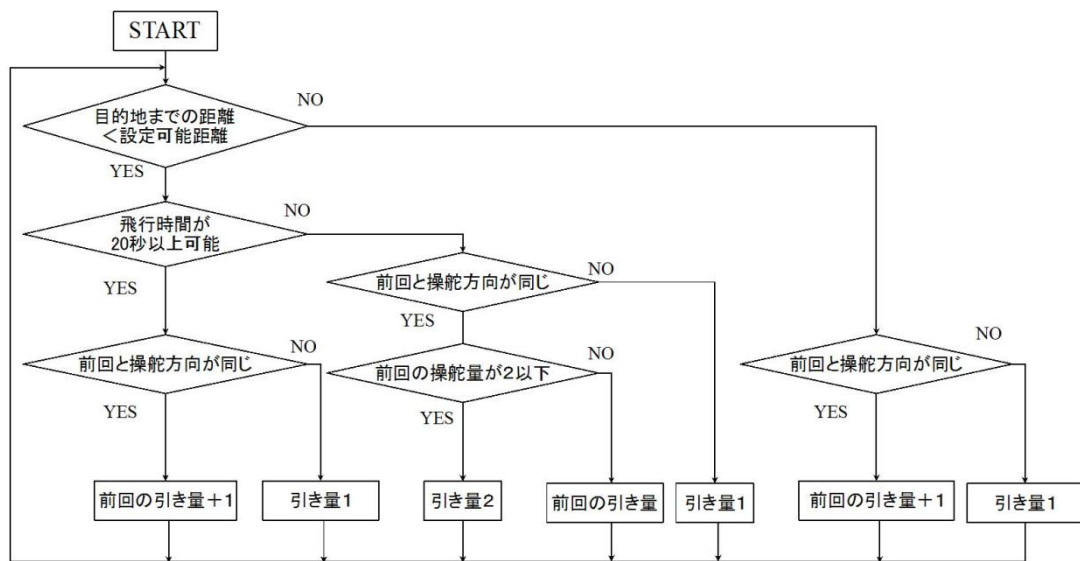 START
目的地までの距離
＜設定可能距離
NO
YES
飛行時間が
20秒以上可能
NO
YES
前回と操舵方向が同じ
NO
YES
前回と操舵方向が同じ
NO
YES
前回の操舵量が2以下
NO
YES
前回と操舵方向が同じ
NO
YES
前回の引き量＋1
引き量1
引き量2
前回の引き量
引き量1
前回の引き量＋1
引き量1